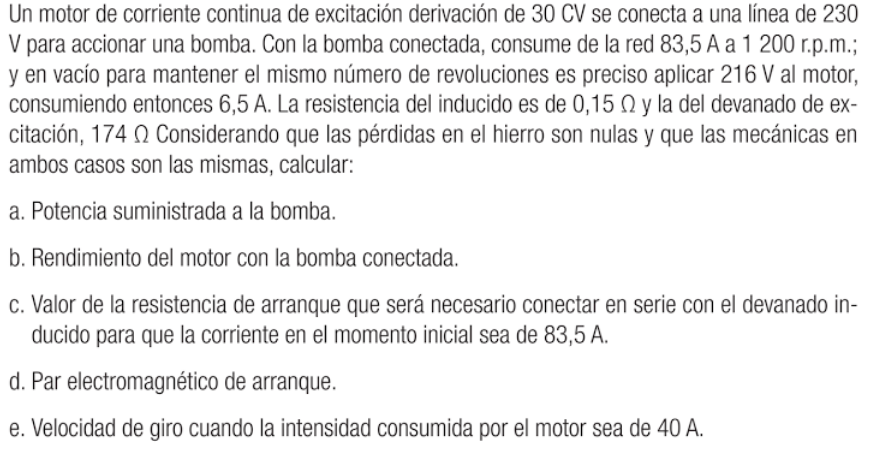 Un motor de corriente continua de excitación derivación de 30 CV se conecta a una línea de 230
V para accionar una bomba. Con la bomba conectada, consume de la red 83,5 A a 1 200 r.p.m.;
y en vacío para mantener el mismo número de revoluciones es preciso aplicar 216 V al motor,
consumiendo entonces 6,5 A. La resistencia del inducido es de 0,15 Ω y la del devanado de ex-
citación, 174 Ω Considerando que las pérdidas en el hierro son nulas y que las mecánicas en
ambos casos son las mismas, calcular:
a. Potencia suministrada a la bomba.
b. Rendimiento del motor con la bomba conectada.
c. Valor de la resistencia de arranque que será necesario conectar en serie con el devanado in-
ducido para que la corriente en el momento inicial sea de 83,5 A.
d. Par electromagnético de arranque.
e. Velocidad de giro cuando la intensidad consumida por el motor sea de 40 A.